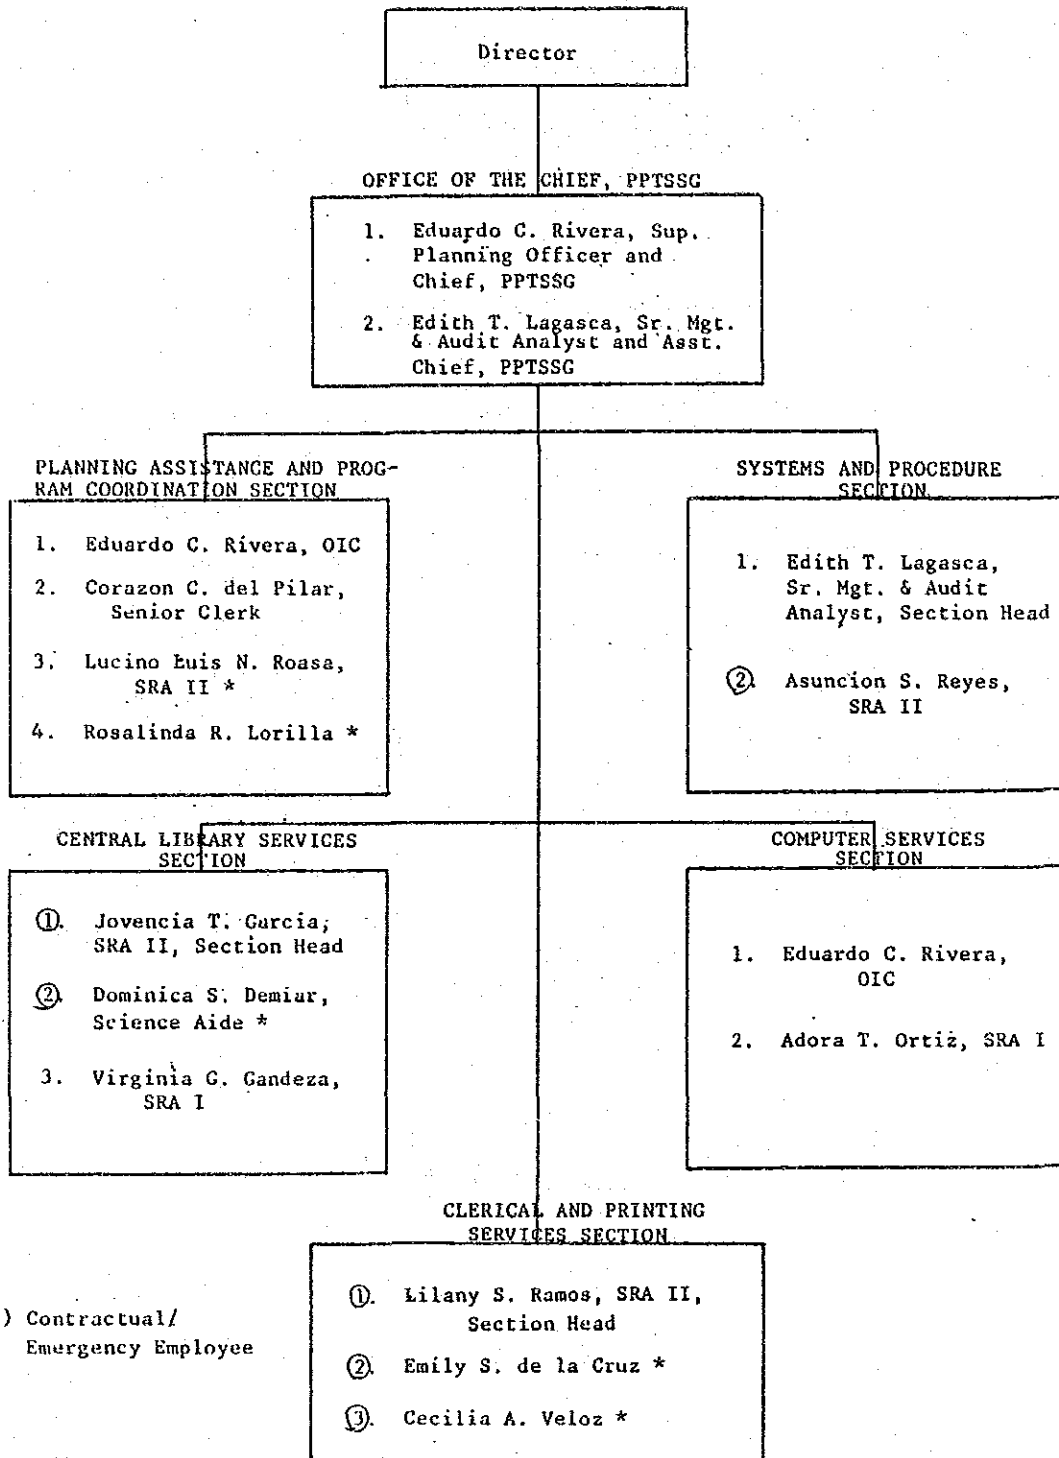 Director
OFFICE OF THE CHIEF, PPTSSG
1. Eduardo C. Rivera, Sup.
Planning Officer and
Chief, PPTSSG
2. Edith T. Lagasca, Sr. Mgt.
& Audit Analyst and Asst.
Chief, PPTSSG
PLANNING ASSISTANCE AND PROG-
RAM COORDINATION SECTION
1. Eduardo C. Rivera, OIC
2. Corazon C. del Pilar,
Senior Clerk
3. Lucino Luis N. Roasa,
SRA II *
4. Rosalinda R. Lorilla *
SYSTEMS AND PROCEDURE
SECTION
1. Edith T. Lagasca,
Sr. Mgt. & Audit
Analyst, Section Head
②. Asuncion S. Reyes,
SRA II
CENTRAL LIBRARY SERVICES
SECTION
①. Jovencia T. Garcia,
SRA II, Section Head
②. Dominica S. Demiar,
Science Aide *
3. Virginia G. Gandeza,
SRA I
COMPUTER SERVICES
SECTION
1. Eduardo C. Rivera,
OIC
2. Adora T. Ortiz, SRA I
CLERICAL AND PRINTING
SERVICES SECTION
①. Lilany S. Ramos, SRA II,
Section Head
②. Emily S. de la Cruz *
③. Cecilia A. Veloz *
) Contractual/
Emergency Employee